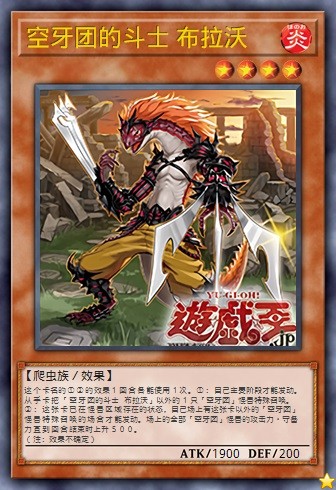 空牙团的斗士 布拉沃
炎
YU-GI-OH!
遊戯王
.JP
【爬虫族／效果】
这个卡名的①②的效果1回合各能使用1次。①：自己主要阶段才能发动。
从手卡把「空牙团的斗士 布拉沃」以外的1只「空牙团」怪兽特殊召唤。
②：这张卡已在怪兽区域存在的状态，自己场上有这张卡以外的「空牙团」
怪兽特殊召唤的场合才能发动。场上的全部「空牙团」怪兽的攻击力·守备
力直到回合结束时上升５００。
（注：效果不确定）
ATK/1900 DEF/200